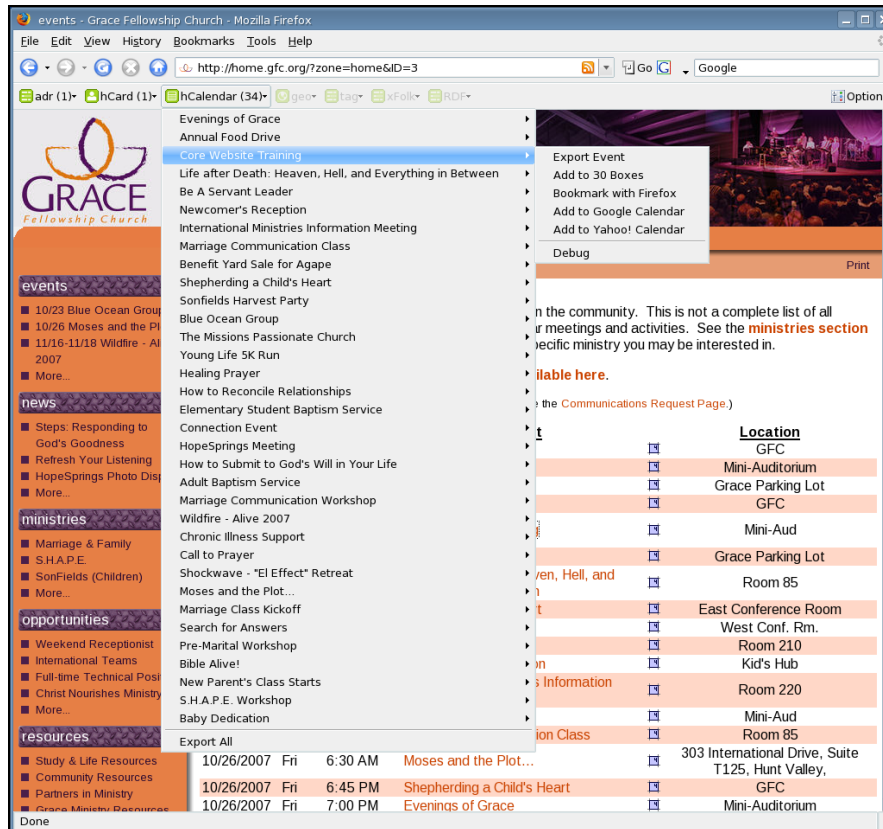 events - Grace Fellowship Church - Mozilla Firefox
File Edit View History Bookmarks Tools Help
http://home.gfc.org/?zone=home&ID=3 Go Google
adr (1) hCard (1) hCalendar (34) geo tag xFolk RDF Option
GRACE
Fellowship Church
Evenings of Grace
Annual Food Drive
Core Website Training
Life after Death: Heaven, Hell, and Everything in Between
Be A Servant Leader
Newcomer's Reception
International Ministries Information Meeting
Marriage Communication Class
Benefit Yard Sale for Agape
Shepherding a Child's Heart
Sonfields Harvest Party
Blue Ocean Group
The Missions Passionate Church
Young Life 5K Run
Healing Prayer
How to Reconcile Relationships
Elementary Student Baptism Service
Connection Event
HopeSprings Meeting
How to Submit to God's Will in Your Life
Adult Baptism Service
Marriage Communication Workshop
Wildfire - Alive 2007
Chronic Illness Support
Call to Prayer
Shockwave - "El Effect" Retreat
Moses and the Plot...
Marriage Class Kickoff
Search for Answers
Pre-Marital Workshop
Bible Alive!
New Parent's Class Starts
S.H.A.P.E. Workshop
Baby Dedication
Export All
Export Event
Add to 30 Boxes
Bookmark with Firefox
Add to Google Calendar
Add to Yahoo! Calendar
Debug
Print
events
10/23 Blue Ocean Group
10/26 Moses and the Pl
11/16-11/18 Wildfire - Al
2007
More...
news
Steps: Responding to
God's Goodness
Refresh Your Listening
HopeSprings Photo Disp
More...
ministries
Marriage & Family
S.H.A.P.E.
SonFields (Children)
More...
opportunities
Weekend Receptionist
International Teams
Full-time Technical Posi
Christ Nourishes Ministry
More...
resources
Study & Life Resources
Community Resources
Partners in Ministry
Grace Ministry Resources
n the community. This is not a complete list of all
ar meetings and activities. See the ministries section
pecific ministry you may be interested in.
ilable here.
e the Communications Request Page.)
t Location
GFC
Mini-Auditorium
Grace Parking Lot
GFC
Mini-Aud
Grace Parking Lot
ven, Hell, and
n Room 85
t East Conference Room
West Conf. Rm.
Room 210
on Kid's Hub
s Information
Room 220
Mini-Aud
ion Class Room 85
10/26/2007 Fri 6:30 AM Moses and the Plot... 303 International Drive, Suite
T125, Hunt Valley,
10/26/2007 Fri 6:45 PM Shepherding a Child's Heart GFC
10/26/2007 Fri 7:00 PM Evenings of Grace Mini-Auditorium
Done